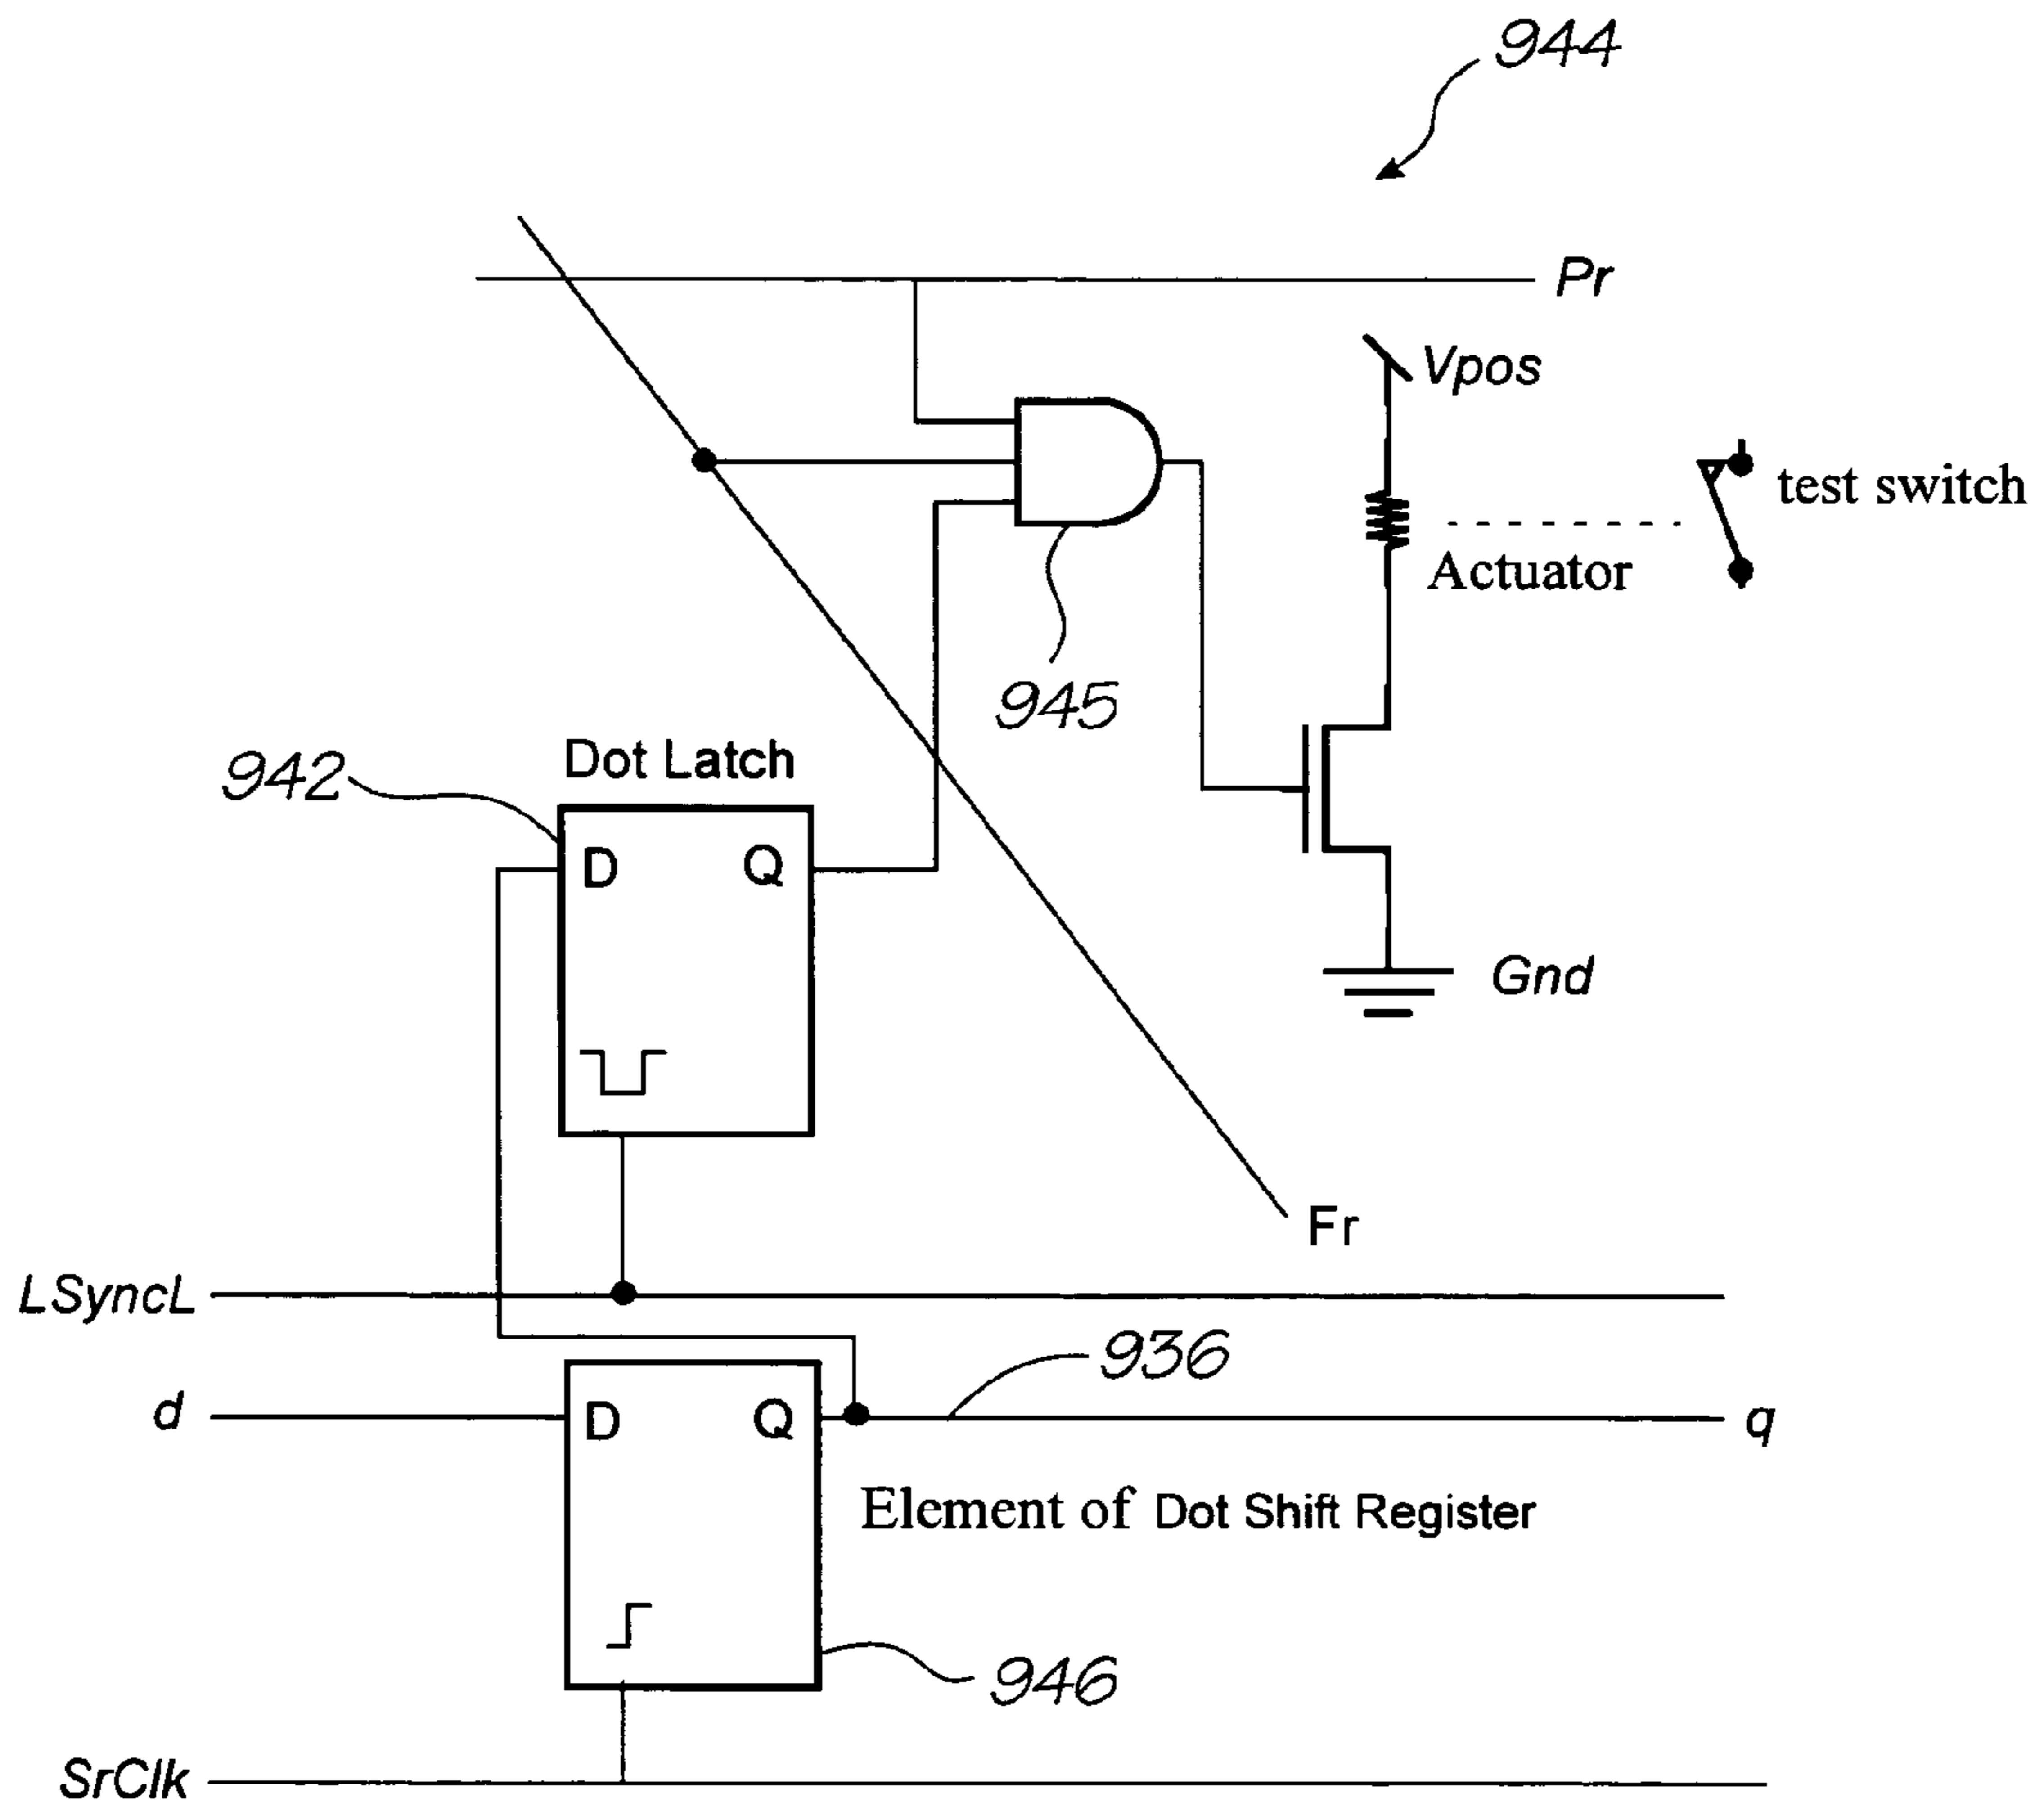 944
Pr
Vpos
test switch
Actuator
945
Dot Latch
942
D Q
Gnd
Fr
LSyncL
936
d
D Q
q
Element of Dot Shift Register
946
SrClk